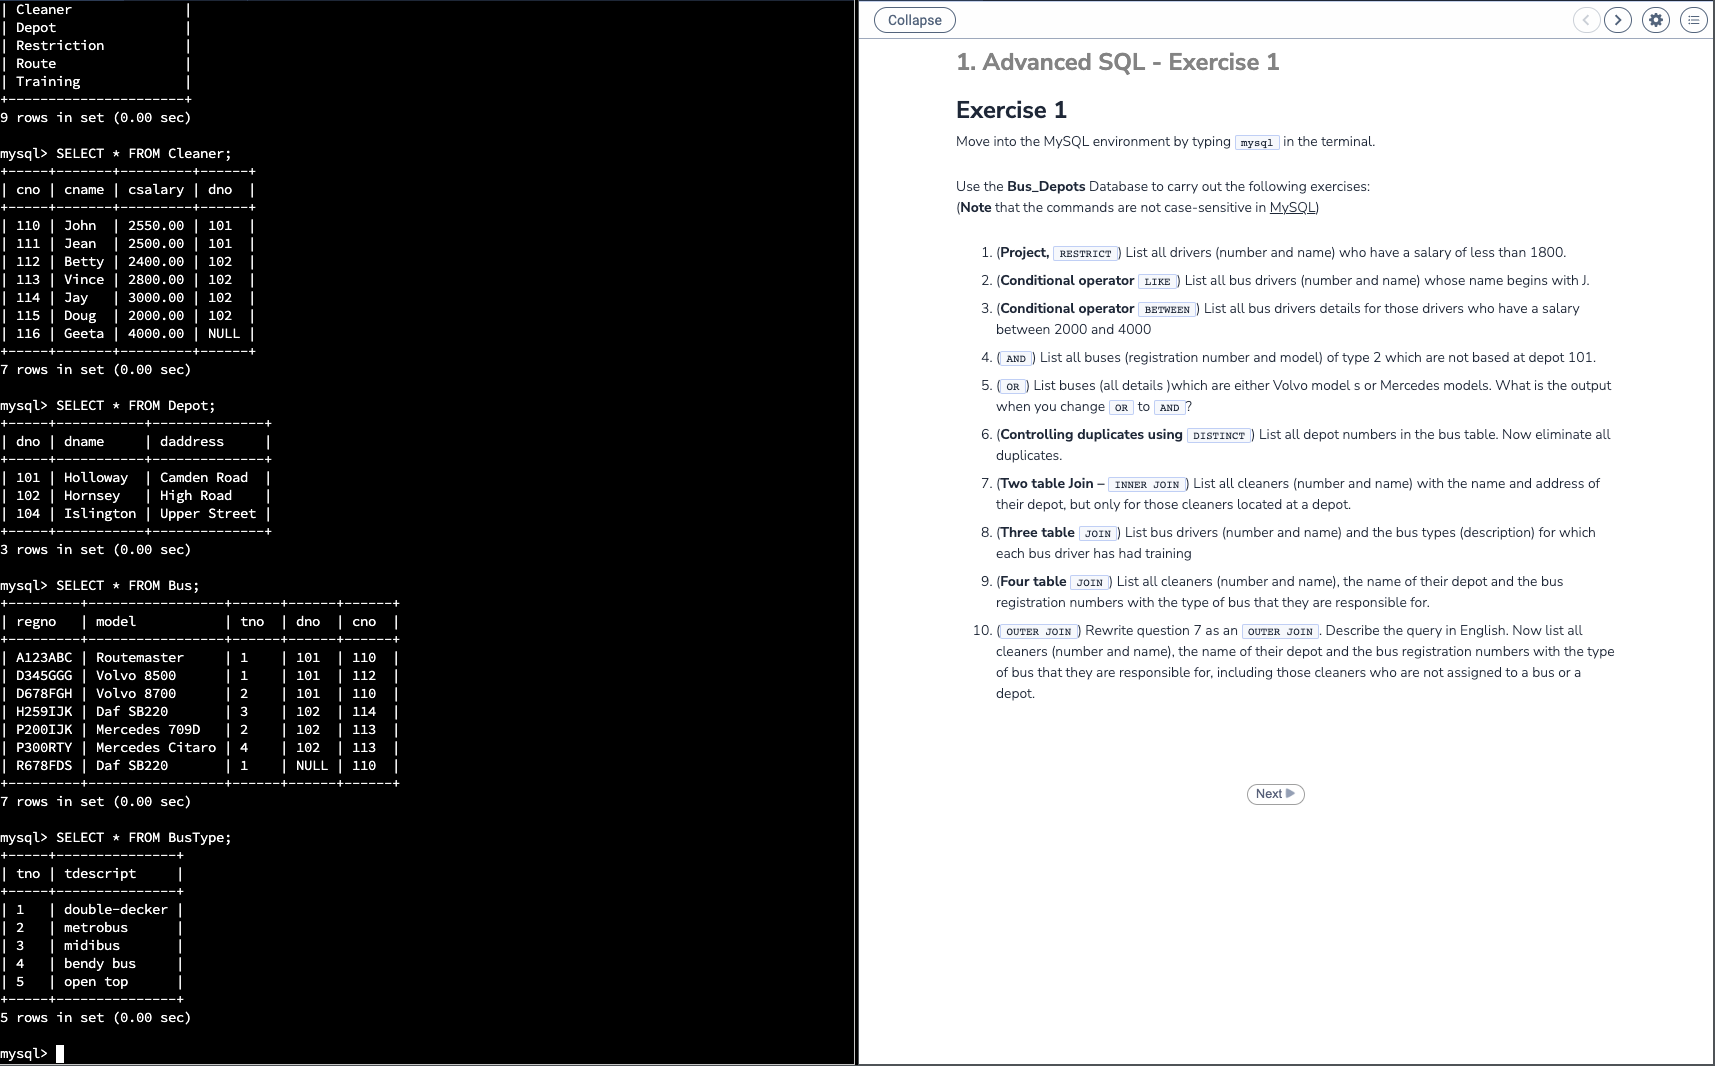 | Cleaner              |
| Depot                |
| Restriction          |
| Route                |
| Training             |
+----------------------+
9 rows in set (0.00 sec)
mysql> SELECT * FROM Cleaner;
+-----+-------+---------+------+
| cno | cname | csalary | dno  |
+-----+-------+---------+------+
| 110 | John  | 2550.00 | 101  |
| 111 | Jean  | 2500.00 | 101  |
| 112 | Betty | 2400.00 | 102  |
| 113 | Vince | 2800.00 | 102  |
| 114 | Jay   | 3000.00 | 102  |
| 115 | Doug  | 2000.00 | 102  |
| 116 | Geeta | 4000.00 | NULL |
+-----+-------+---------+------+
7 rows in set (0.00 sec)
mysql> SELECT * FROM Depot;
+-----+-----------+--------------+
| dno | dname     | daddress     |
+-----+-----------+--------------+
| 101 | Holloway  | Camden Road  |
| 102 | Hornsey   | High Road    |
| 104 | Islington | Upper Street |
+-----+-----------+--------------+
3 rows in set (0.00 sec)
mysql> SELECT * FROM Bus;
+---------+-----------------+------+------+------+
| regno   | model           | tno  | dno  | cno  |
+---------+-----------------+------+------+------+
| A123ABC | Routemaster     | 1    | 101  | 110  |
| D345GGG | Volvo 8500      | 1    | 101  | 112  |
| D678FGH | Volvo 8700      | 2    | 101  | 110  |
| H259IJK | Daf SB220       | 3    | 102  | 114  |
| P200IJK | Mercedes 709D   | 2    | 102  | 113  |
| P300RTY | Mercedes Citaro | 4    | 102  | 113  |
| R678FDS | Daf SB220       | 1    | NULL | 110  |
+---------+-----------------+------+------+------+
7 rows in set (0.00 sec)
mysql> SELECT * FROM BusType;
+-----+---------------+
| tno | tdescript     |
+-----+---------------+
| 1   | double-decker |
| 2   | metrobus      |
| 3   | midibus       |
| 4   | bendy bus     |
| 5   | open top      |
+-----+---------------+
5 rows in set (0.00 sec)
mysql>
Collapse
1. Advanced SQL - Exercise 1
Exercise 1
Move into the MySQL environment by typing mysql in the terminal.
Use the Bus_Depots Database to carry out the following exercises:
(Note that the commands are not case-sensitive in MySQL)
1. (Project, RESTRICT) List all drivers (number and name) who have a salary of less than 1800.
2. (Conditional operator LIKE) List all bus drivers (number and name) whose name begins with J.
3. (Conditional operator BETWEEN) List all bus drivers details for those drivers who have a salary
between 2000 and 4000
4. (AND) List all buses (registration number and model) of type 2 which are not based at depot 101.
5. (OR) List buses (all details )which are either Volvo model s or Mercedes models. What is the output
when you change OR to AND?
6. (Controlling duplicates using DISTINCT) List all depot numbers in the bus table. Now eliminate all
duplicates.
7. (Two table Join – INNER JOIN) List all cleaners (number and name) with the name and address of
their depot, but only for those cleaners located at a depot.
8. (Three table JOIN) List bus drivers (number and name) and the bus types (description) for which
each bus driver has had training
9. (Four table JOIN) List all cleaners (number and name), the name of their depot and the bus
registration numbers with the type of bus that they are responsible for.
10. (OUTER JOIN) Rewrite question 7 as an OUTER JOIN. Describe the query in English. Now list all
cleaners (number and name), the name of their depot and the bus registration numbers with the type
of bus that they are responsible for, including those cleaners who are not assigned to a bus or a
depot.
Next